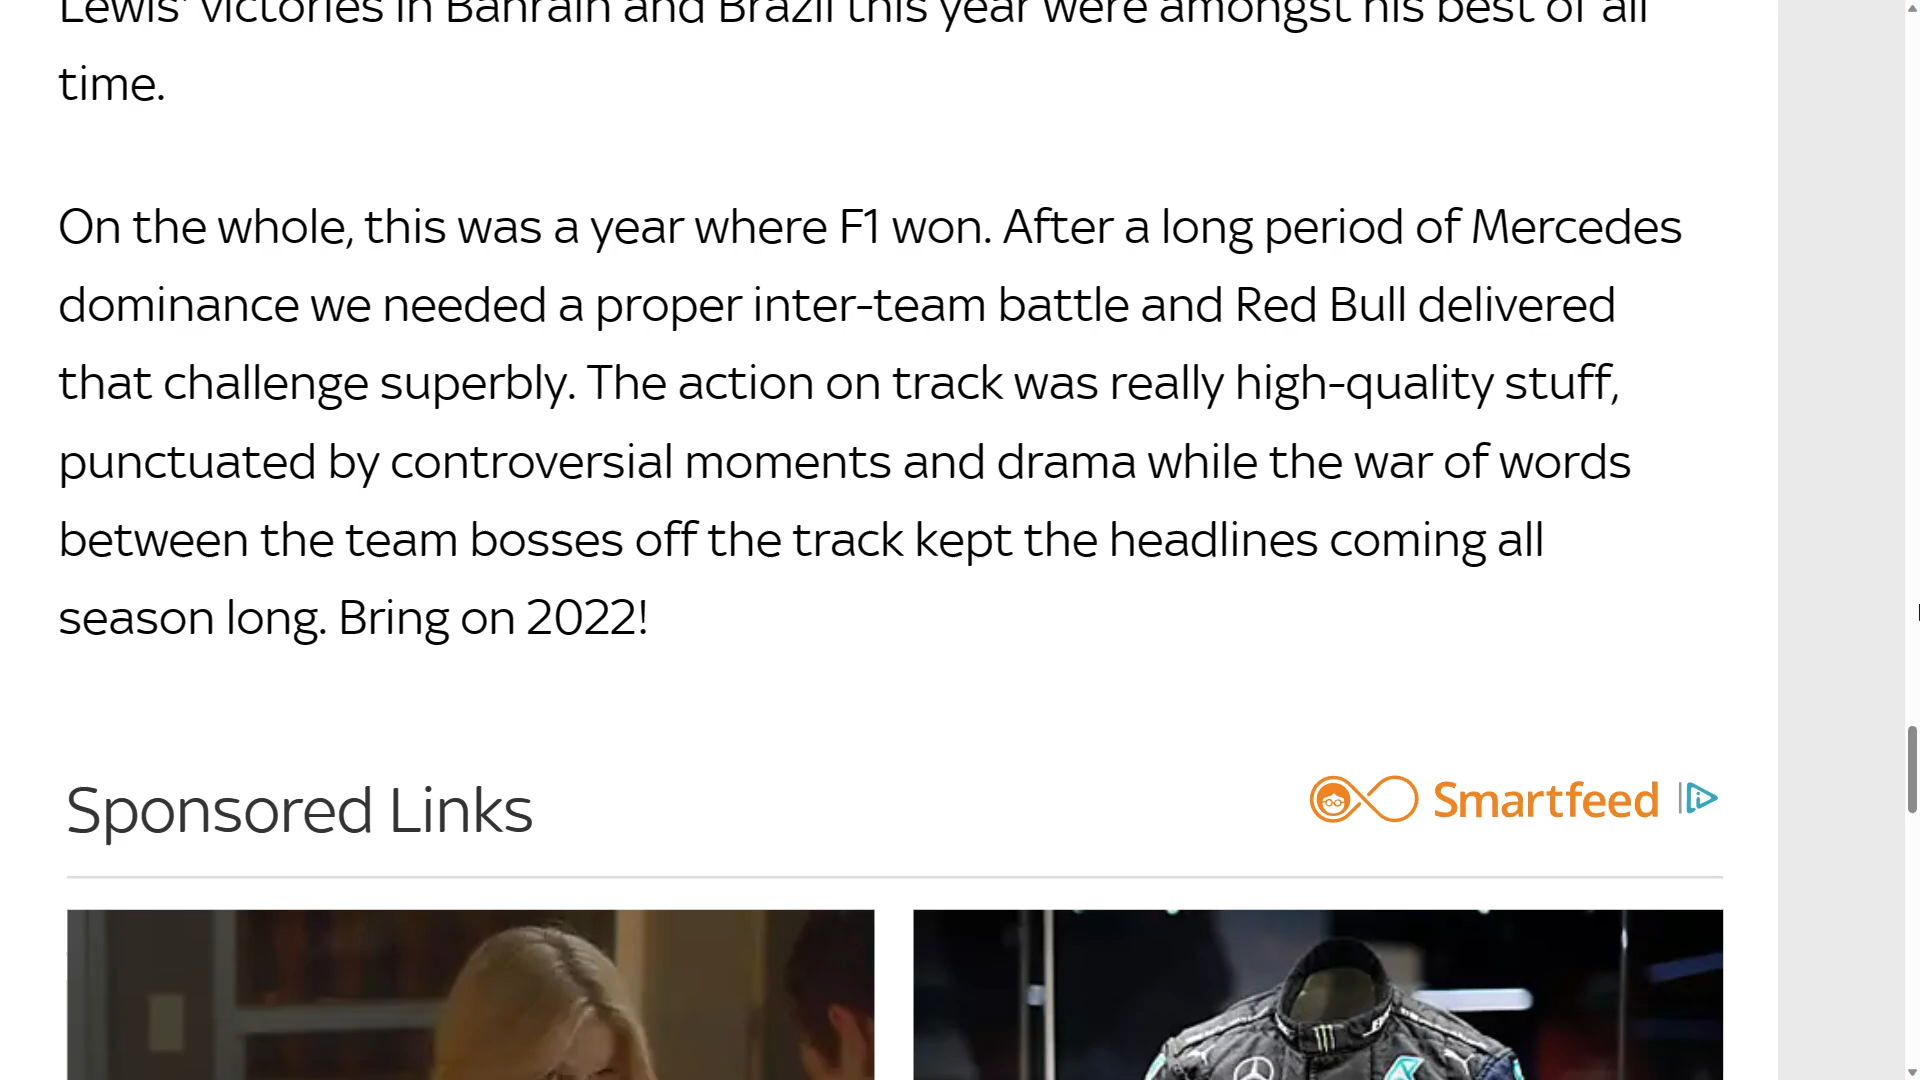 Lewis' victories in Bahrain and Brazil this year were amongst his best of all
time.
On the whole, this was a year where F1 won. After a long period of Mercedes
dominance we needed a proper inter-team battle and Red Bull delivered
that challenge superbly. The action on track was really high-quality stuff,
punctuated by controversial moments and drama while the war of words
between the team bosses off the track kept the headlines coming all
season long. Bring on 2022!
Sponsored Links
Smartfeed